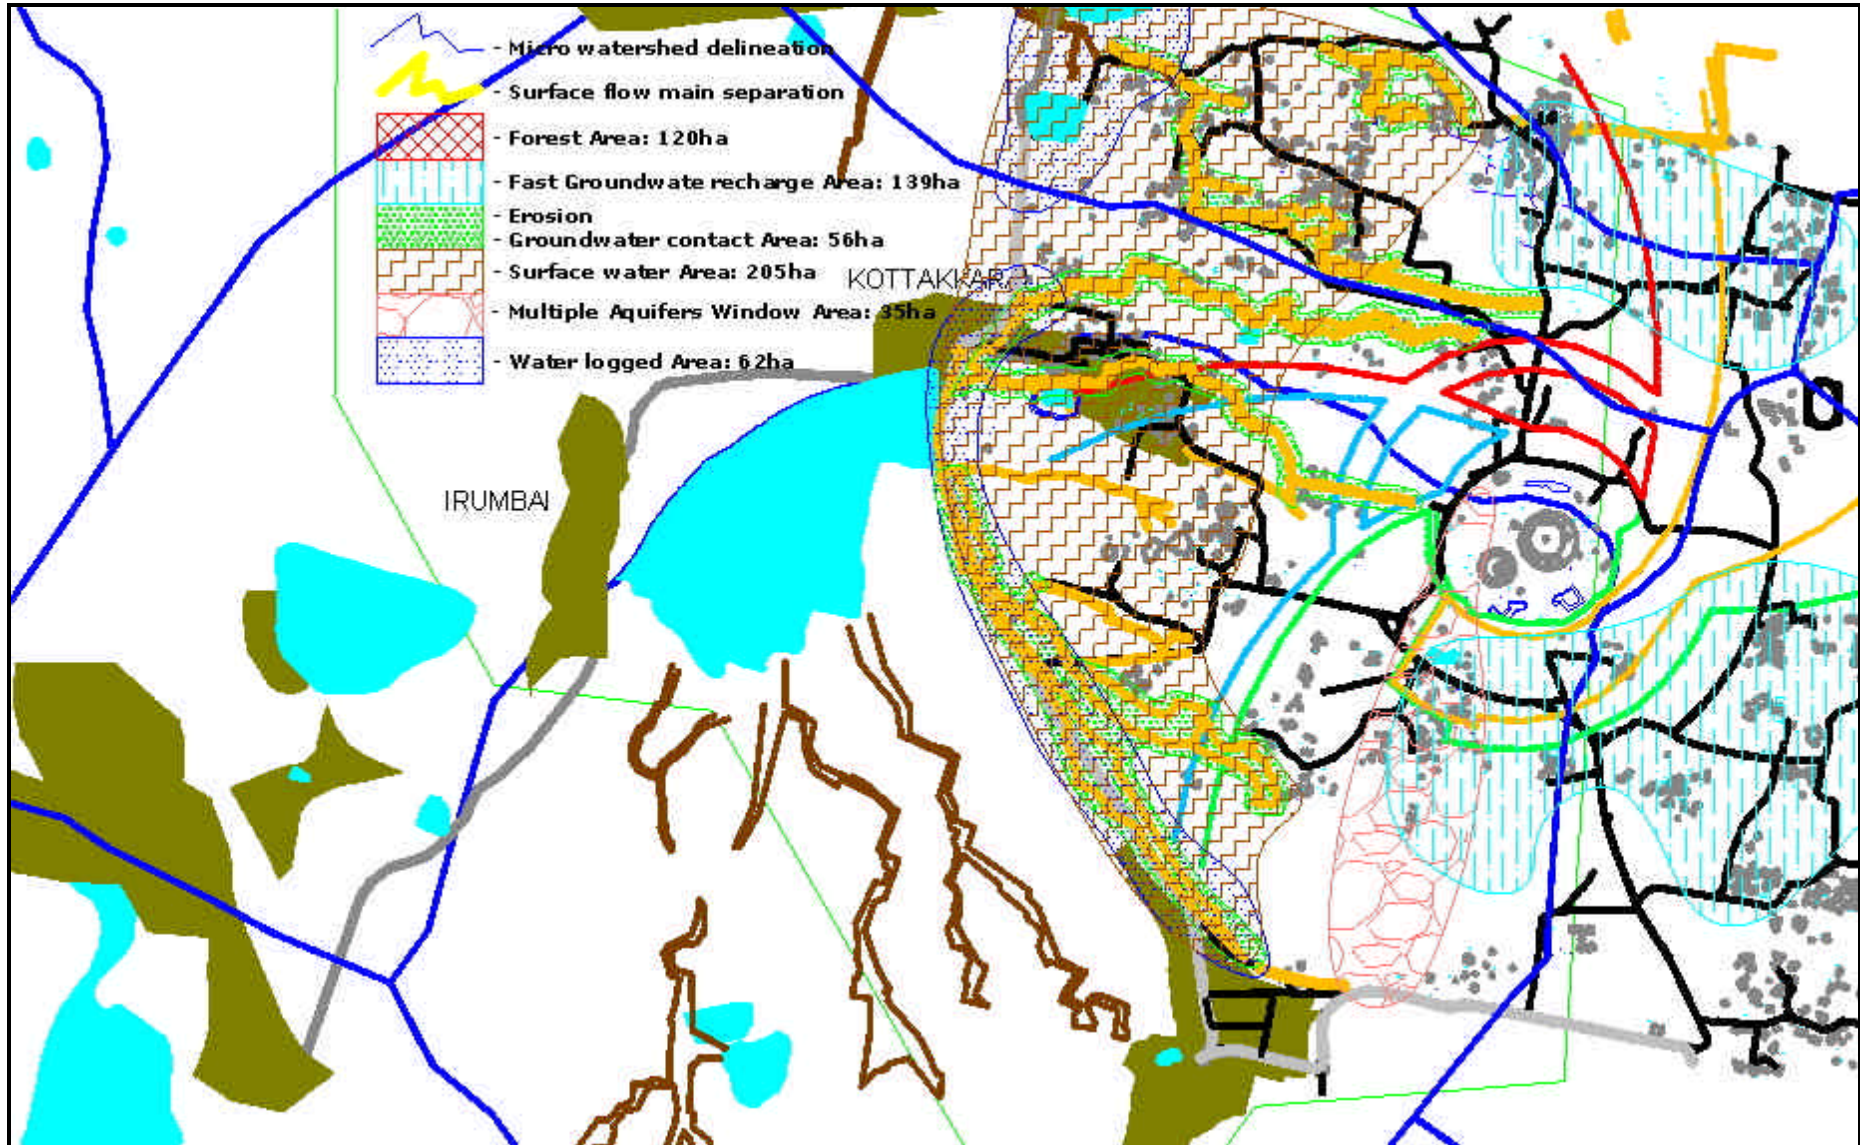 - Micro watershed delineation
- Surface flow main separation
- Forest Area: 120ha
- Fast Groundwate recharge Area: 139ha
- Erosion
- Groundwater contact Area: 56ha
- Surface water Area: 205ha
KOTTAKKARAI
- Multiple Aquifers Window Area: 35ha
- Water logged Area: 62ha
IRUMBAI